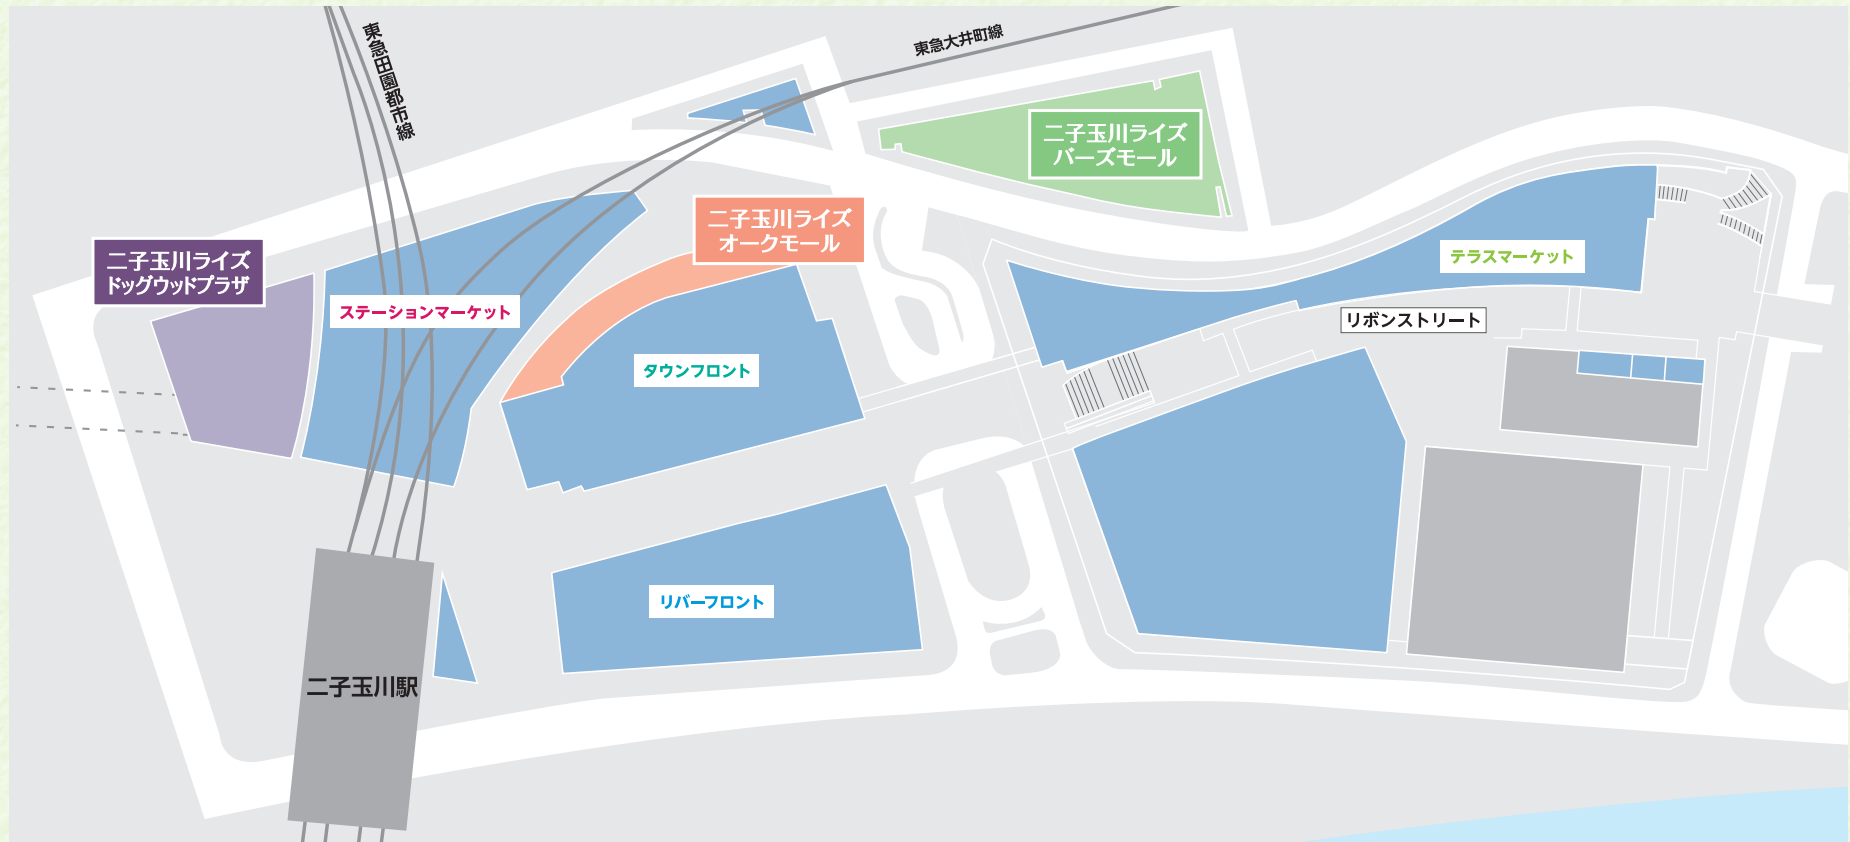 東急田園都市線
東急大井町線
二子玉川ライズ
バーズモール
二子玉川ライズ
オークモール
二子玉川ライズ
ドッグウッドプラザ
テラスマーケット
ステーションマーケット
リボンストリート
タウンフロント
リバーフロント
二子玉川駅